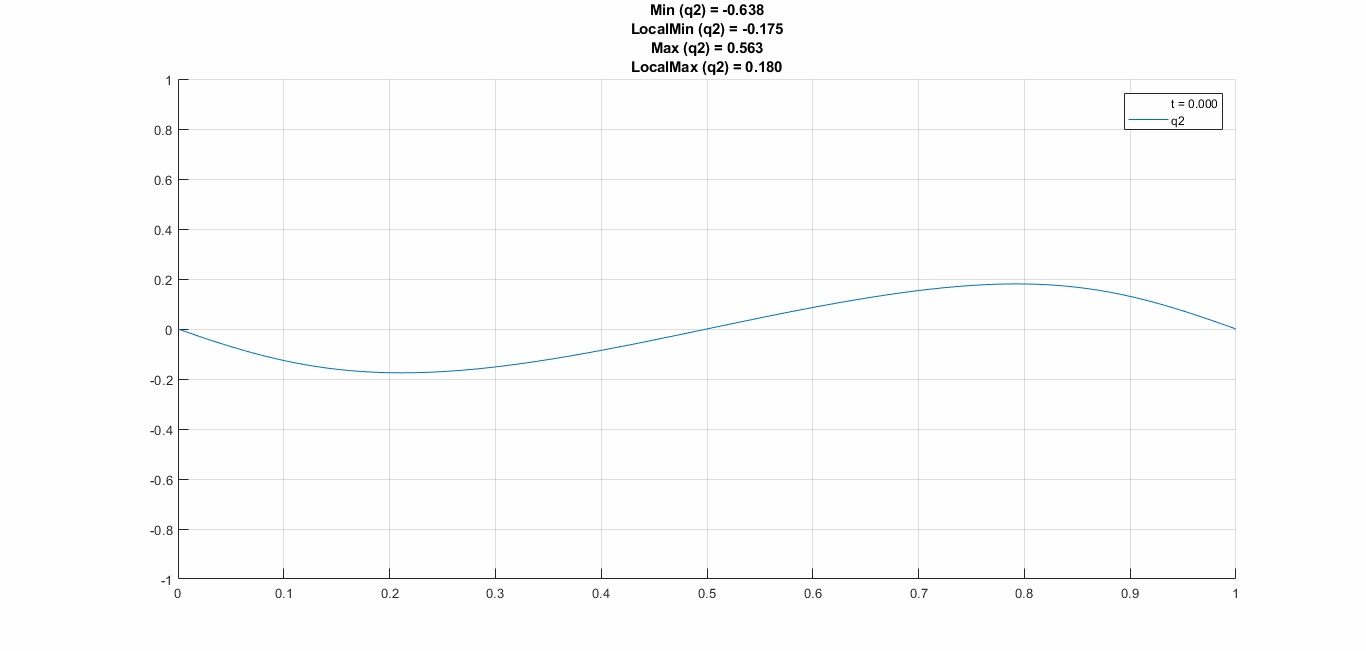 Min (q2) = -0.638
LocalMin (q2) = -0.175
Max (q2) = 0.563
LocalMax (q2) = 0.180
t = 0.000
q2
1
0.8
0.6
0.4
0.2
0
-0.2
-0.4
-0.6
-0.8
-1
0 0.1 0.2 0.3 0.4 0.5 0.6 0.7 0.8 0.9 1